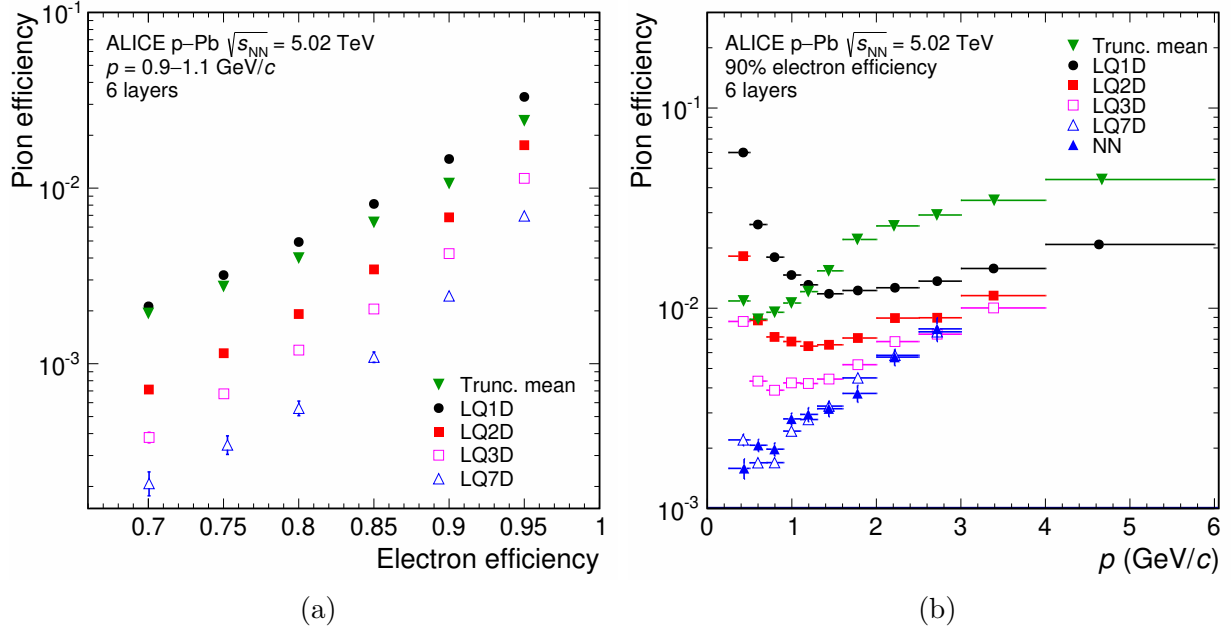 ALICE p–Pb √sNN = 5.02 TeV
p = 0.9–1.1 GeV/c
6 layers
Pion efficiency
10⁻¹
10⁻²
10⁻³
Trunc. mean
LQ1D
LQ2D
LQ3D
LQ7D
0.7 0.75 0.8 0.85 0.9 0.95 1
Electron efficiency
(a)
ALICE p–Pb √sNN = 5.02 TeV
90% electron efficiency
6 layers
Trunc. mean
LQ1D
LQ2D
LQ3D
LQ7D
NN
Pion efficiency
10⁻¹
10⁻²
10⁻³
0 1 2 3 4 5 6
p (GeV/c)
(b)